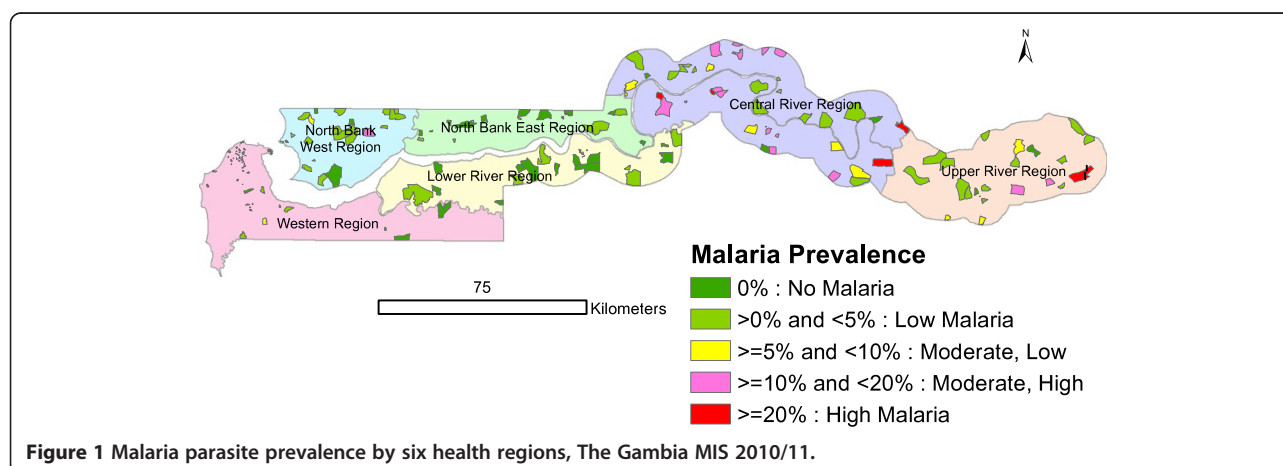 N
North Bank
West Region
North Bank East Region
Central River Region
Lower River Region
Upper River Region
Western Region
75
Kilometers
Malaria Prevalence
0% : No Malaria
>0% and <5% : Low Malaria
>=5% and <10% : Moderate, Low
>=10% and <20% : Moderate, High
>=20% : High Malaria
Figure 1 Malaria parasite prevalence by six health regions, The Gambia MIS 2010/11.